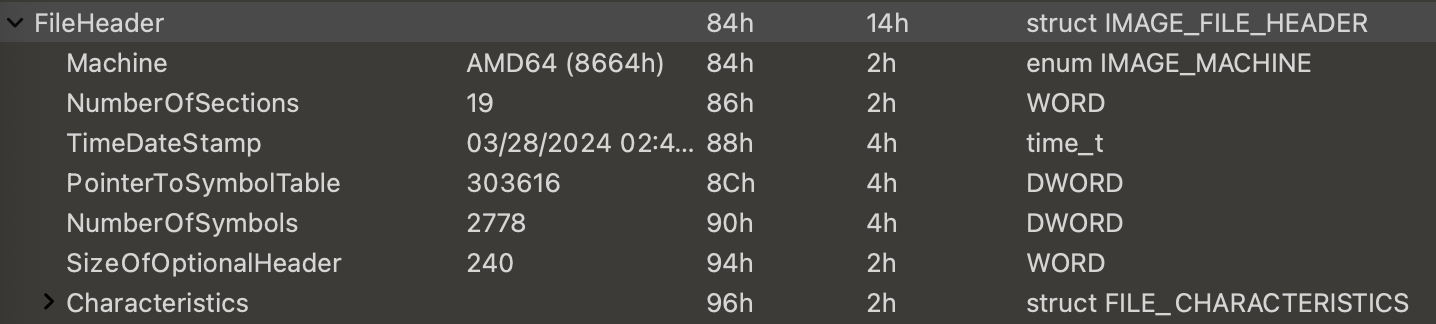 FileHeader 84h 14h struct IMAGE_FILE_HEADER
Machine AMD64 (8664h) 84h 2h enum IMAGE_MACHINE
NumberOfSections 19 86h 2h WORD
TimeDateStamp 03/28/2024 02:4... 88h 4h time_t
PointerToSymbolTable 303616 8Ch 4h DWORD
NumberOfSymbols 2778 90h 4h DWORD
SizeOfOptionalHeader 240 94h 2h WORD
Characteristics 96h 2h struct FILE_CHARACTERISTICS